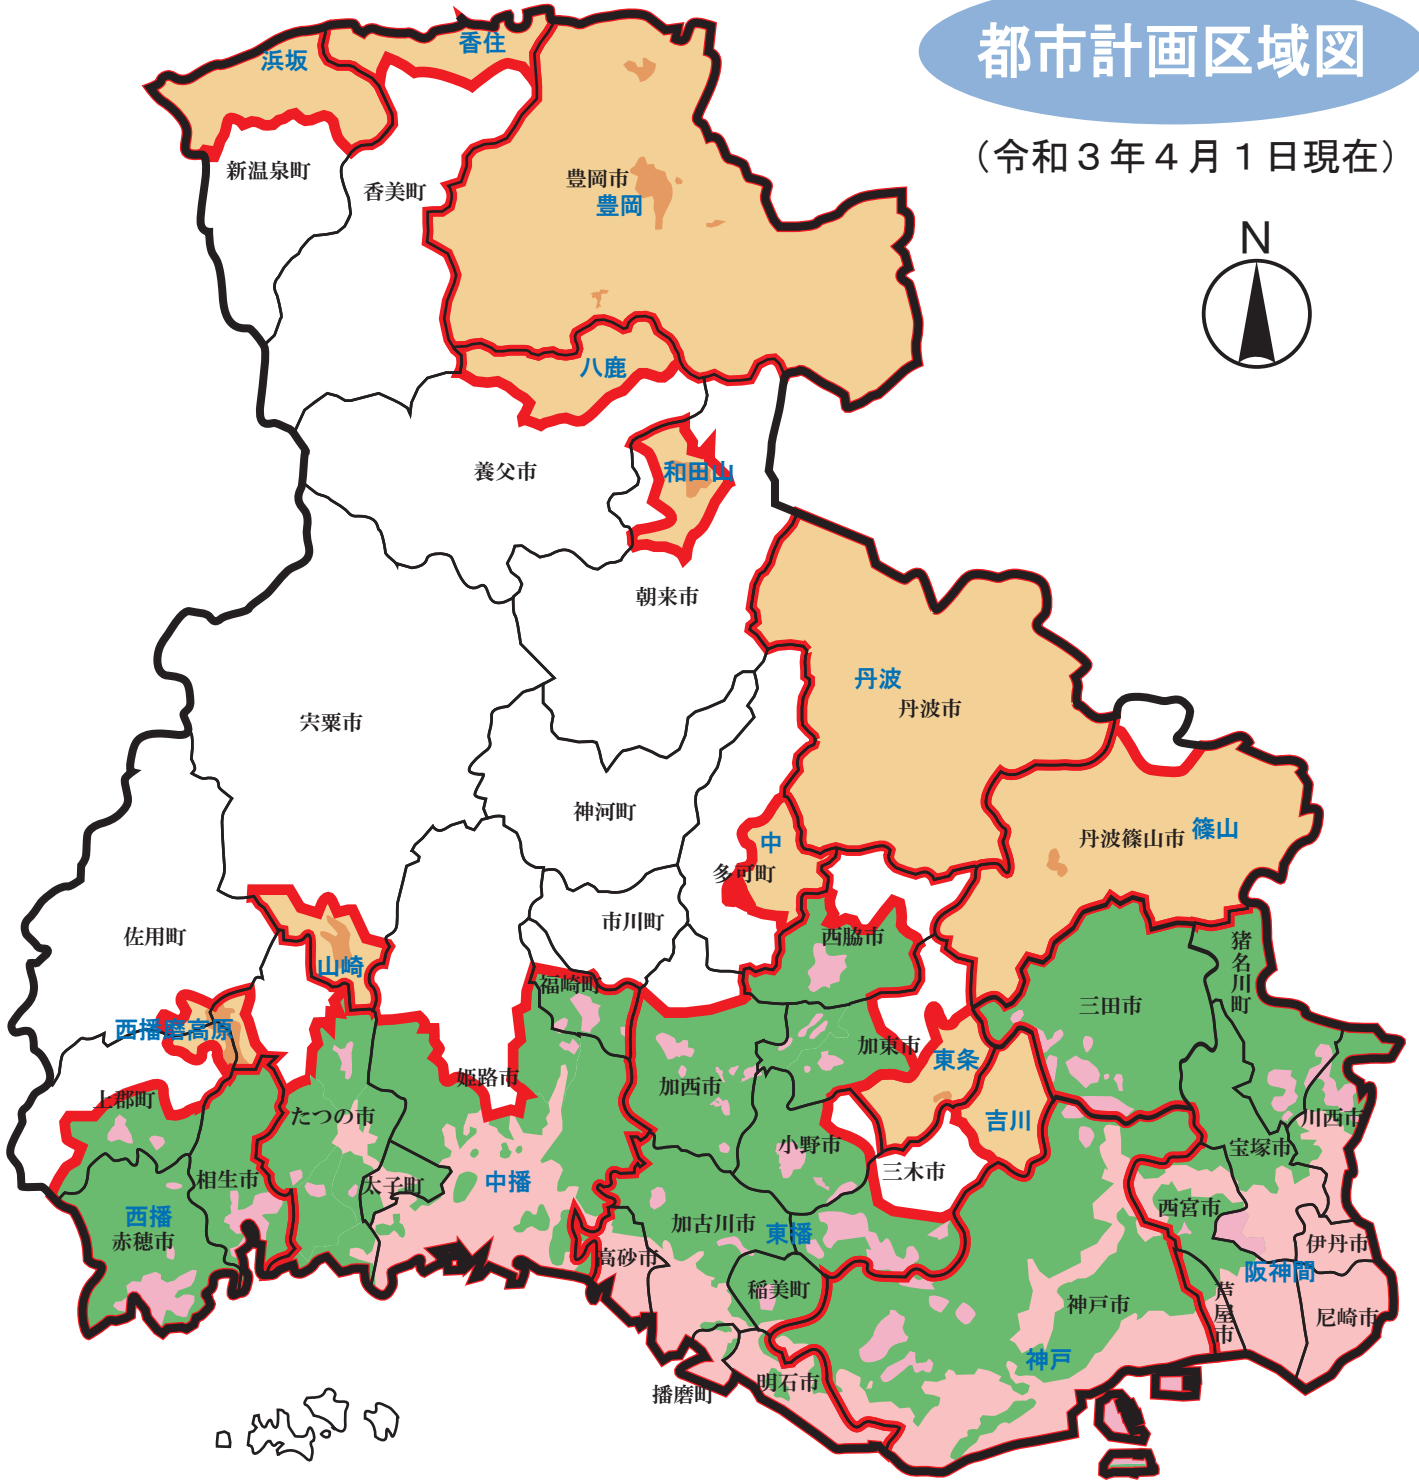 都市計画区域図
（令和３年４月１日現在）
N
浜坂
香住
新温泉町
香美町
豊岡市
豊岡
八鹿
養父市
和田山
朝来市
丹波
丹波市
宍粟市
神河町
中
多可町
丹波篠山市
篠山
佐用町
市川町
西脇市
猪名川町
山崎
福崎町
三田市
西播磨高原
加東市
東条
姫路市
加西市
上郡町
たつの市
吉川
川西市
小野市
宝塚市
三木市
相生市
太子町
中播
西宮市
西播
赤穂市
加古川市
東播
伊丹市
高砂市
阪神間
稲美町
神戸市
芦屋市
尼崎市
神戸
明石市
播磨町